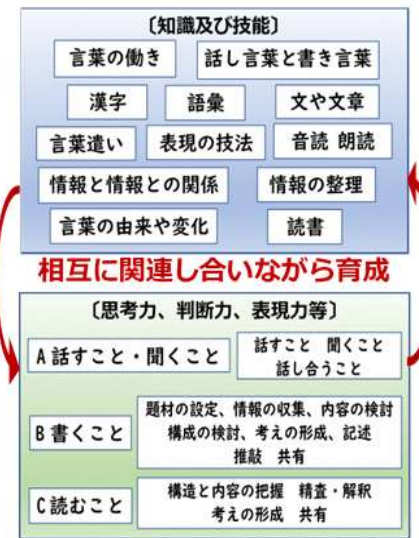 〔知識及び技能〕
言葉の働き
話し言葉と書き言葉
漢字
語彙
文や文章
言葉遣い
表現の技法
音読 朗読
情報と情報との関係
情報の整理
言葉の由来や変化
読書
相互に関連し合いながら育成
〔思考力、判断力、表現力等〕
A 話すこと・聞くこと
話すこと 聞くこと
話し合うこと
B 書くこと
題材の設定、情報の収集、内容の検討
構成の検討、考えの形成、記述
推敲 共有
C 読むこと
構造と内容の把握 精査・解釈
考えの形成 共有